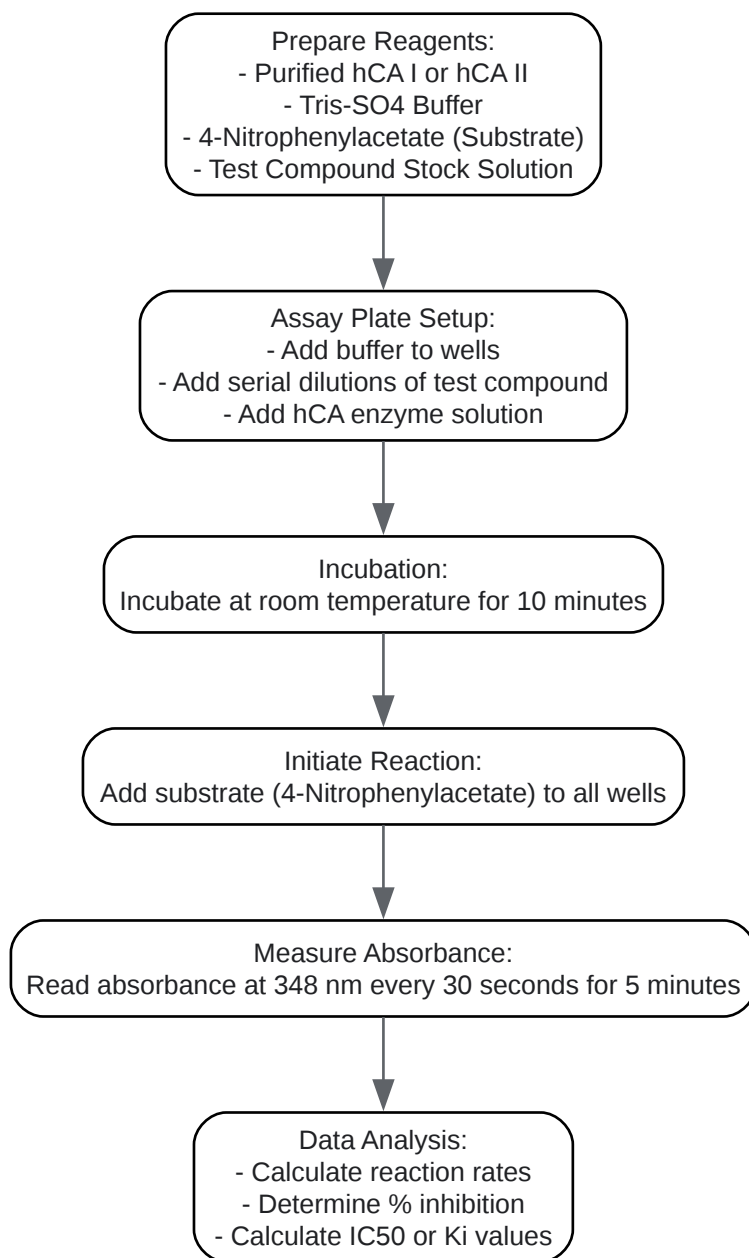 Prepare Reagents:
- Purified hCA I or hCA II
- Tris-SO4 Buffer
- 4-Nitrophenylacetate (Substrate)
- Test Compound Stock Solution
Assay Plate Setup:
- Add buffer to wells
- Add serial dilutions of test compound
- Add hCA enzyme solution
Incubation:
Incubate at room temperature for 10 minutes
Initiate Reaction:
Add substrate (4-Nitrophenylacetate) to all wells
Measure Absorbance:
Read absorbance at 348 nm every 30 seconds for 5 minutes
Data Analysis:
- Calculate reaction rates
- Determine % inhibition
- Calculate IC50 or Ki values